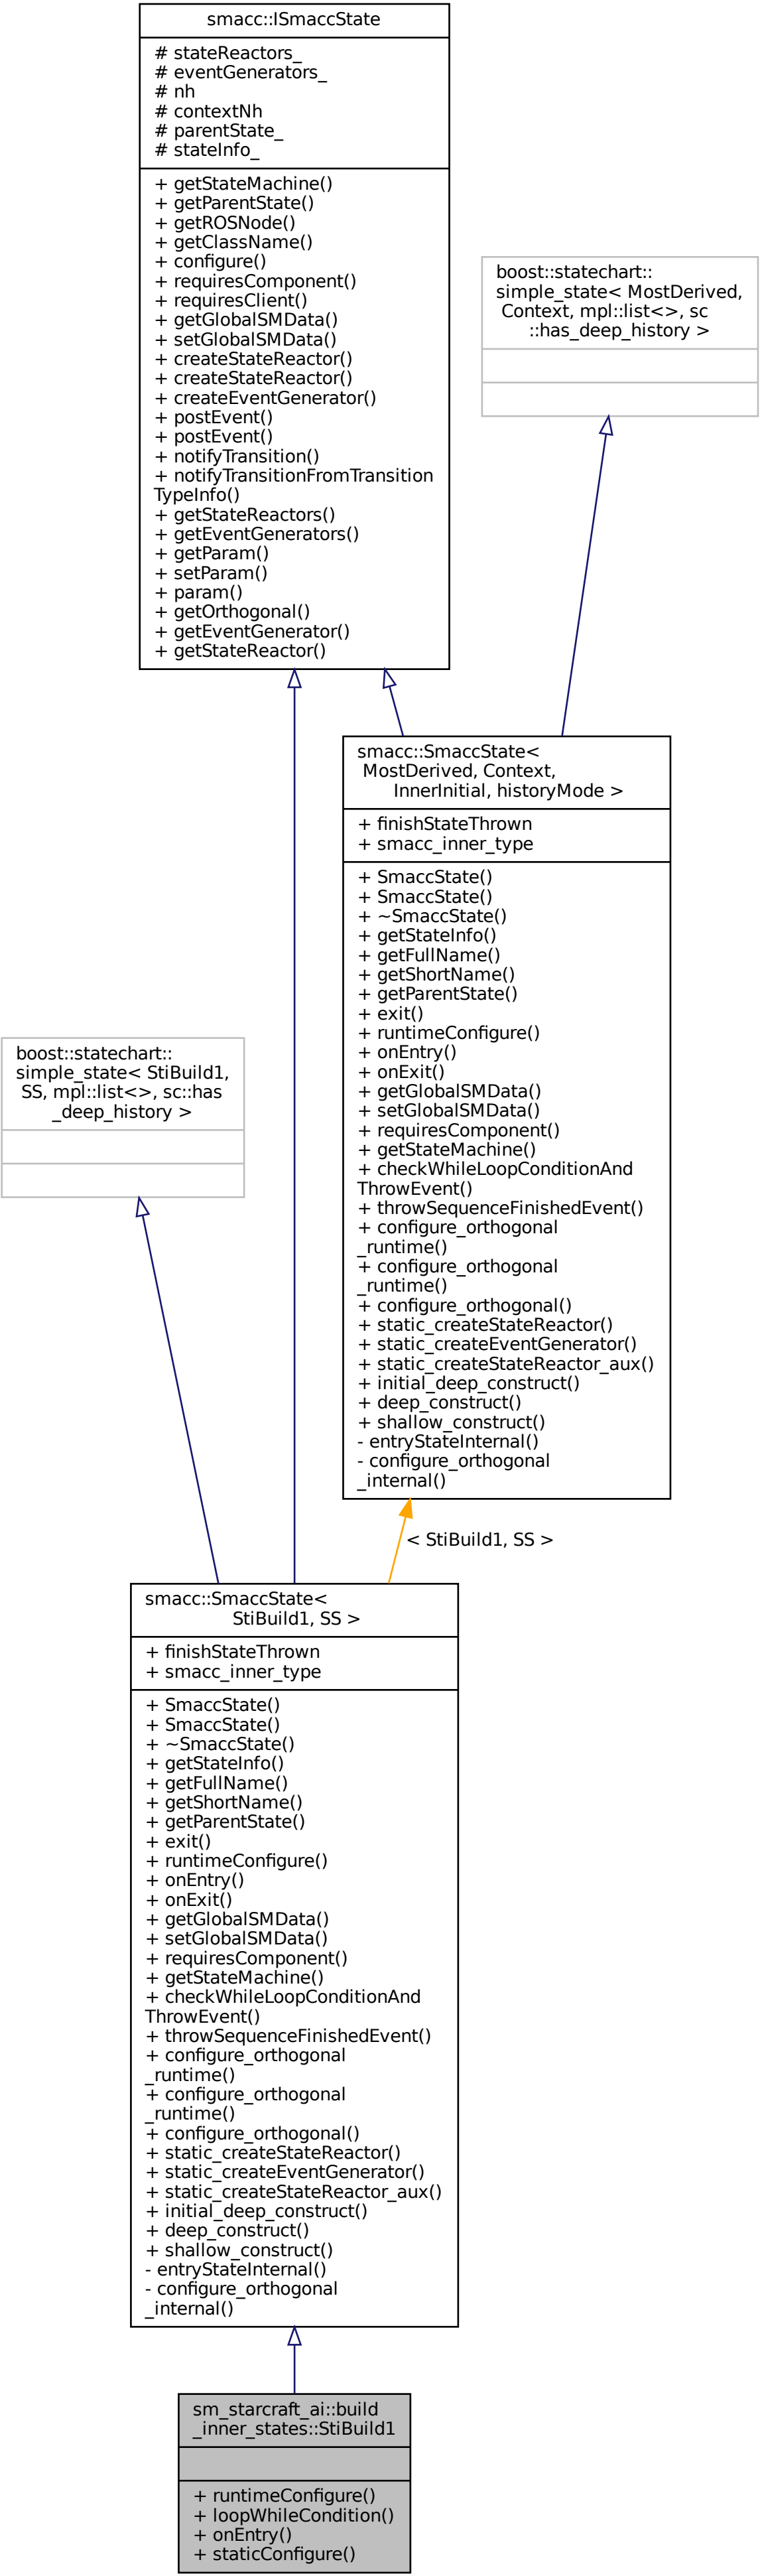 smacc::ISmaccState
# stateReactors_
# eventGenerators_
# nh
# contextNh
# parentState_
# stateInfo_
+ getStateMachine()
+ getParentState()
+ getROSNode()
+ getClassName()
+ configure()
+ requiresComponent()
+ requiresClient()
+ getGlobalSMData()
+ setGlobalSMData()
+ createStateReactor()
+ createStateReactor()
+ createEventGenerator()
+ postEvent()
+ postEvent()
+ notifyTransition()
+ notifyTransitionFromTransition
TypeInfo()
+ getStateReactors()
+ getEventGenerators()
+ getParam()
+ setParam()
+ param()
+ getOrthogonal()
+ getEventGenerator()
+ getStateReactor()
boost::statechart::
simple_state< MostDerived,
Context, mpl::list<>, sc
::has_deep_history >
smacc::SmaccState<
MostDerived, Context,
InnerInitial, historyMode >
+ finishStateThrown
+ smacc_inner_type
+ SmaccState()
+ SmaccState()
+ ~SmaccState()
+ getStateInfo()
+ getFullName()
+ getShortName()
+ getParentState()
+ exit()
+ runtimeConfigure()
+ onEntry()
+ onExit()
+ getGlobalSMData()
+ setGlobalSMData()
+ requiresComponent()
+ getStateMachine()
+ checkWhileLoopConditionAnd
ThrowEvent()
+ throwSequenceFinishedEvent()
+ configure_orthogonal
_runtime()
+ configure_orthogonal
_runtime()
+ configure_orthogonal()
+ static_createStateReactor()
+ static_createEventGenerator()
+ static_createStateReactor_aux()
+ initial_deep_construct()
+ deep_construct()
+ shallow_construct()
- entryStateInternal()
- configure_orthogonal
_internal()
boost::statechart::
simple_state< StiBuild1,
SS, mpl::list<>, sc::has
_deep_history >
< StiBuild1, SS >
smacc::SmaccState<
StiBuild1, SS >
+ finishStateThrown
+ smacc_inner_type
+ SmaccState()
+ SmaccState()
+ ~SmaccState()
+ getStateInfo()
+ getFullName()
+ getShortName()
+ getParentState()
+ exit()
+ runtimeConfigure()
+ onEntry()
+ onExit()
+ getGlobalSMData()
+ setGlobalSMData()
+ requiresComponent()
+ getStateMachine()
+ checkWhileLoopConditionAnd
ThrowEvent()
+ throwSequenceFinishedEvent()
+ configure_orthogonal
_runtime()
+ configure_orthogonal
_runtime()
+ configure_orthogonal()
+ static_createStateReactor()
+ static_createEventGenerator()
+ static_createStateReactor_aux()
+ initial_deep_construct()
+ deep_construct()
+ shallow_construct()
- entryStateInternal()
- configure_orthogonal
_internal()
sm_starcraft_ai::build
_inner_states::StiBuild1
+ runtimeConfigure()
+ loopWhileCondition()
+ onEntry()
+ staticConfigure()